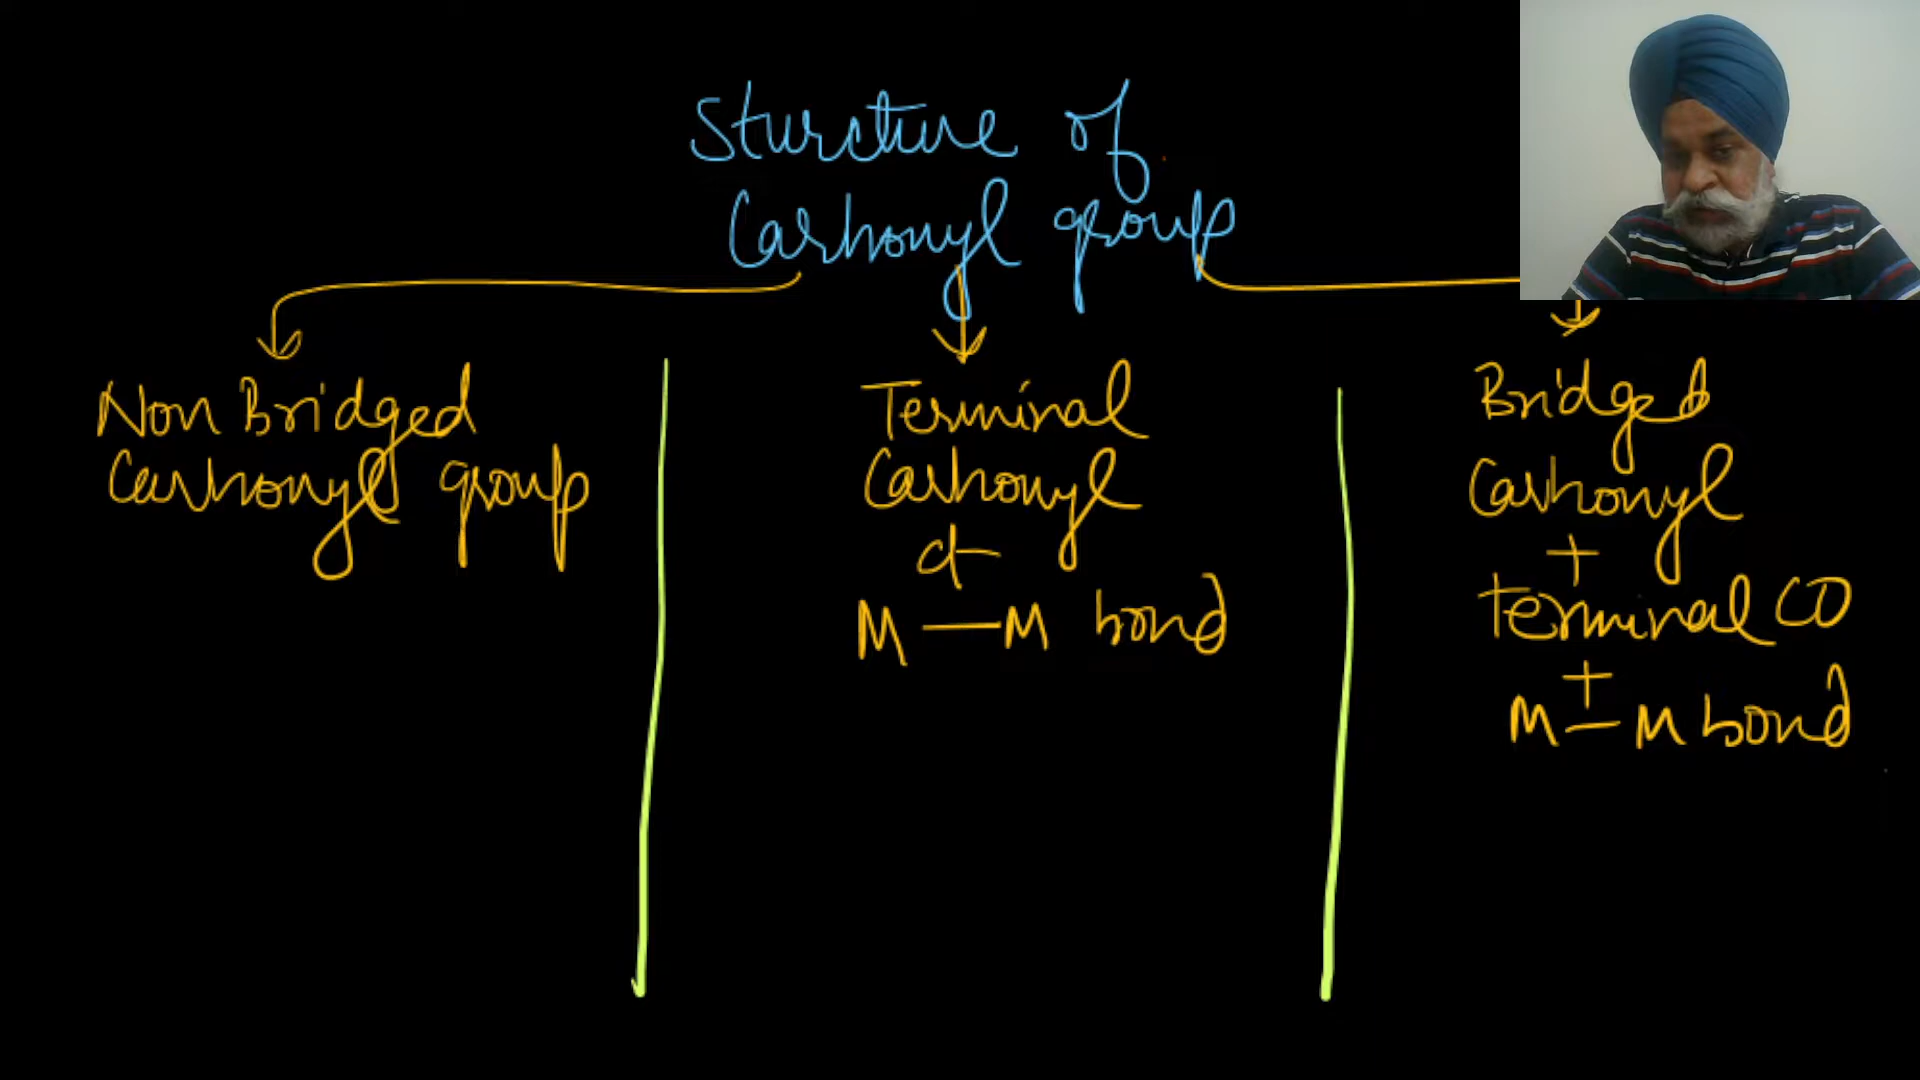 Sturcture of
Carbonyl group
Non Bridged
Carbonyl group
Terminal
Carbonyl
&
M — M bond
Bridged
Carbonyl
+
terminal CO
+
M — M bond